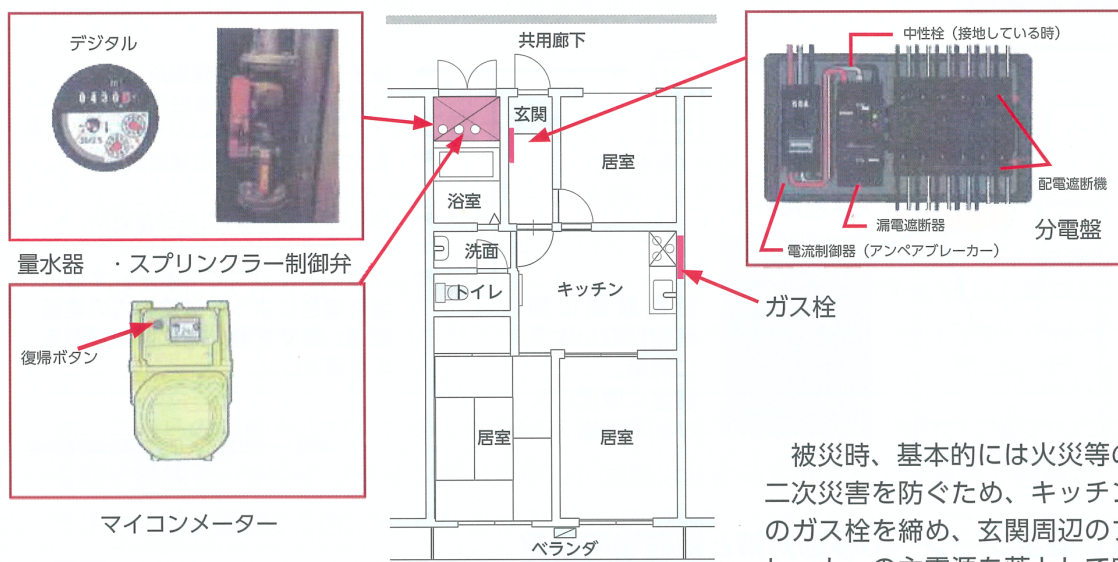 デジタル
04300
量水器 ・スプリンクラー制御弁
復帰ボタン
マイコンメーター
共用廊下
玄関
居室
浴室
洗面
トイレ
キッチン
居室
居室
ベランダ
ガス栓
中性栓（接地している時）
60A
配電遮断機
漏電遮断器
電流制御器（アンペアブレーカー）
分電盤
被災時、基本的には火災等の
二次災害を防ぐため、キッチン
のガス栓を締め、玄関周辺の